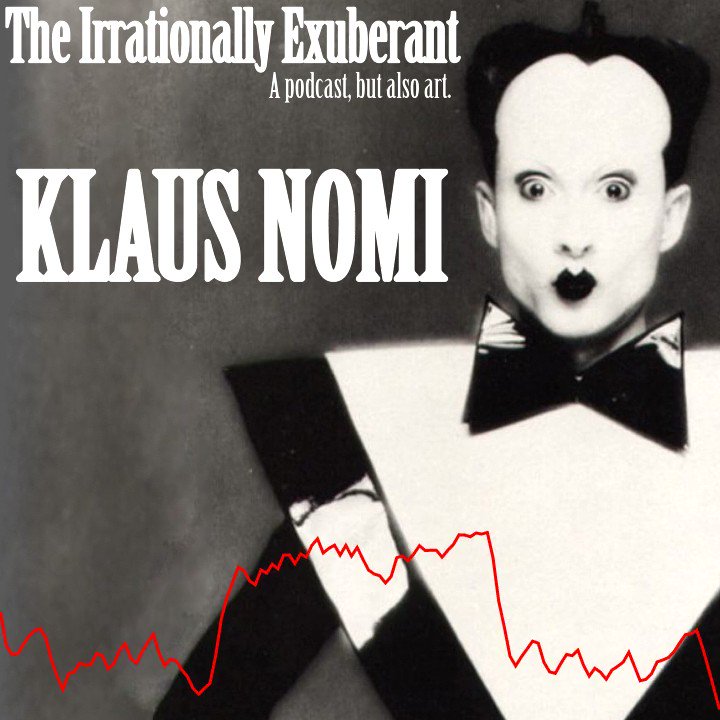 The Irrationally Exuberant
A podcast, but also art.
KLAUS NOMI